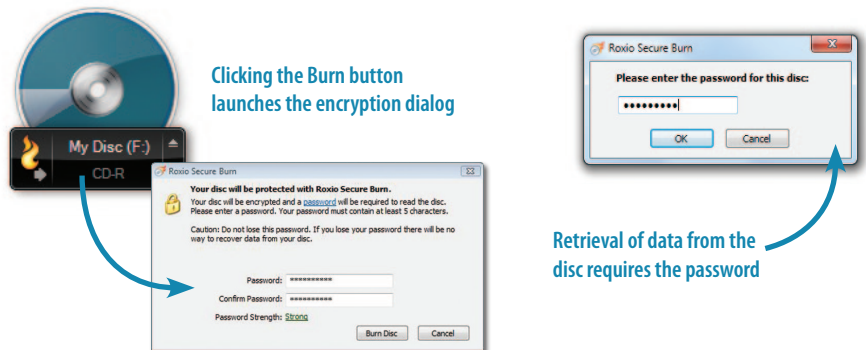 Clicking the Burn button
launches the encryption dialog
My Disc (F:)
CD-R
Roxio Secure Burn
Your disc will be protected with Roxio Secure Burn.
Your disc will be encrypted and a password will be required to read the disc.
Please enter a password. Your password must contain at least 5 characters.
Caution: Do not lose this password. If you lose your password there will be no
way to recover data from your disc.
Password: **********
Confirm Password: **********
Password Strength: Strong
Burn Disc Cancel
Roxio Secure Burn
Please enter the password for this disc:
•••••••••
OK Cancel
Retrieval of data from the
disc requires the password